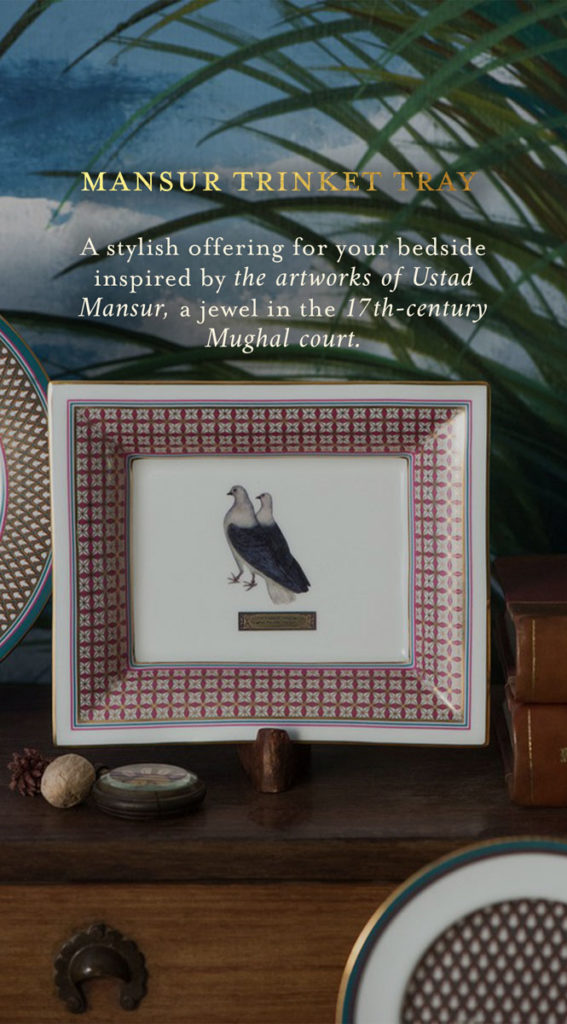 MANSUR TRINKET TRAY
A stylish offering for your bedside
inspired by the artworks of Ustad
Mansur, a jewel in the 17th-century
Mughal court.